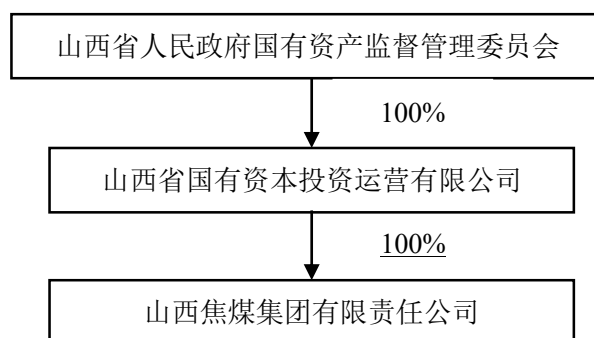 山西省人民政府国有资产监督管理委员会
100%
山西省国有资本投资运营有限公司
100%
山西焦煤集团有限责任公司